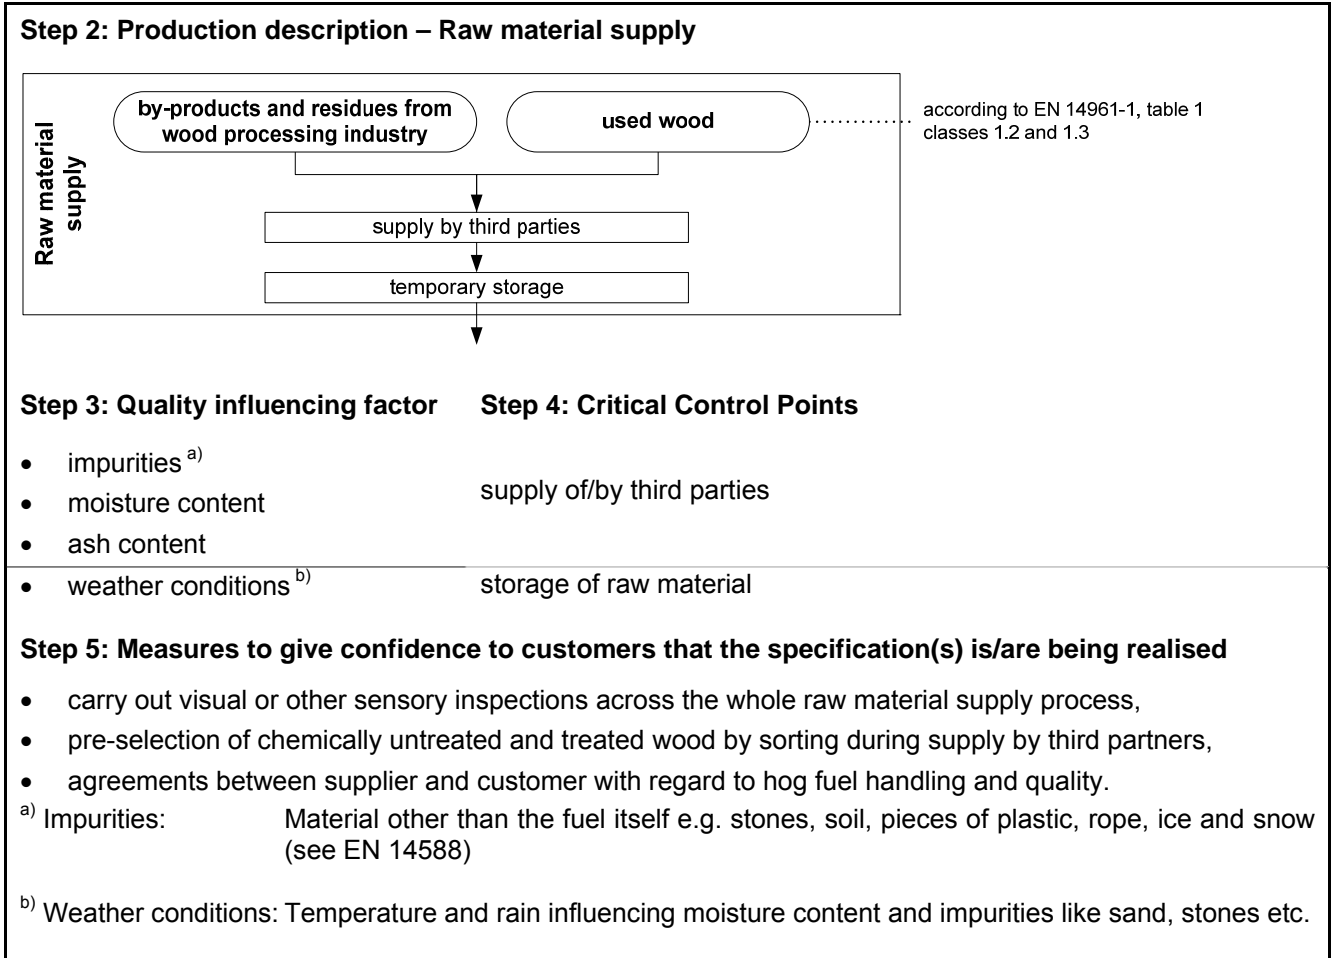 Step 2: Production description – Raw material supply
Raw material
supply
by-products and residues from
wood processing industry
used wood
according to EN 14961-1, table 1
classes 1.2 and 1.3
supply by third parties
temporary storage
Step 3: Quality influencing factor Step 4: Critical Control Points
• impurities a)
• moisture content
• ash content
supply of/by third parties
• weather conditions b) storage of raw material
Step 5: Measures to give confidence to customers that the specification(s) is/are being realised
• carry out visual or other sensory inspections across the whole raw material supply process,
• pre-selection of chemically untreated and treated wood by sorting during supply by third partners,
• agreements between supplier and customer with regard to hog fuel handling and quality.
a) Impurities: Material other than the fuel itself e.g. stones, soil, pieces of plastic, rope, ice and snow
(see EN 14588)
b) Weather conditions: Temperature and rain influencing moisture content and impurities like sand, stones etc.